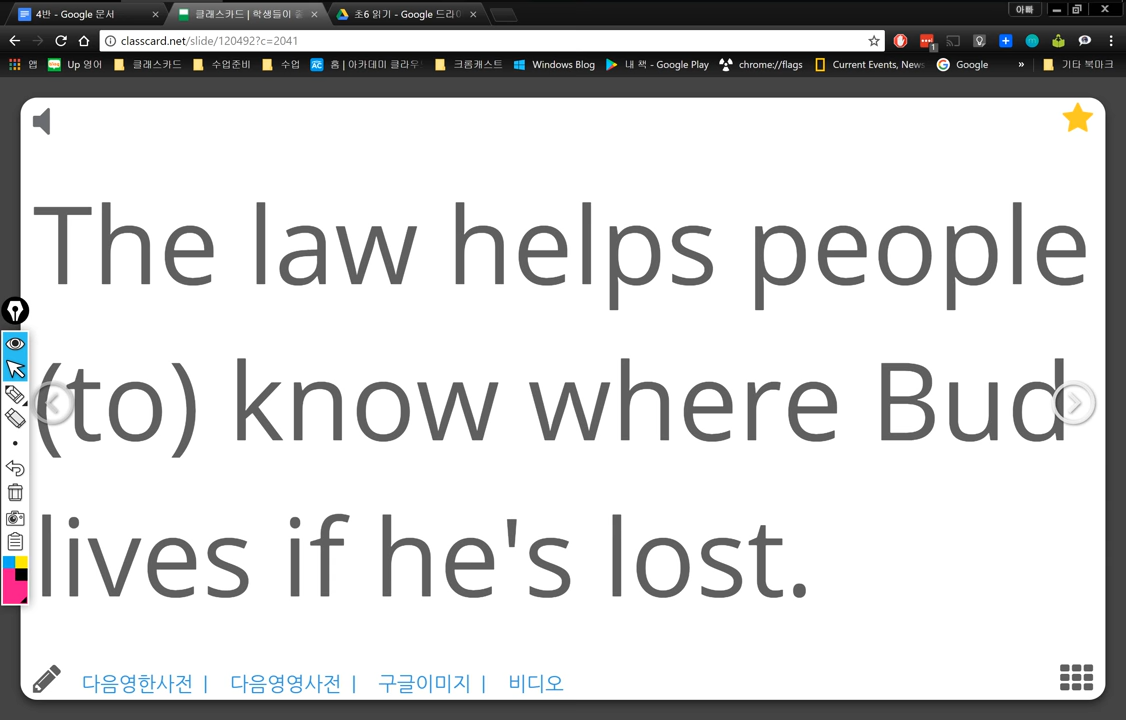 4반 - Google 문서
클래스카드 | 학생들이 좋
초6 읽기 - Google 드라이
아빠
classcard.net/slide/120492?c=2041
앱 Up 영어 클래스카드 수업준비 수업 홈 | 아카데미 클라우 크롬캐스트 Windows Blog 내 책 - Google Play chrome://flags Current Events, News Google » 기타 북마크
The law helps people
(to) know where Bud
lives if he's lost.
다음영한사전 | 다음영영사전 | 구글이미지 | 비디오